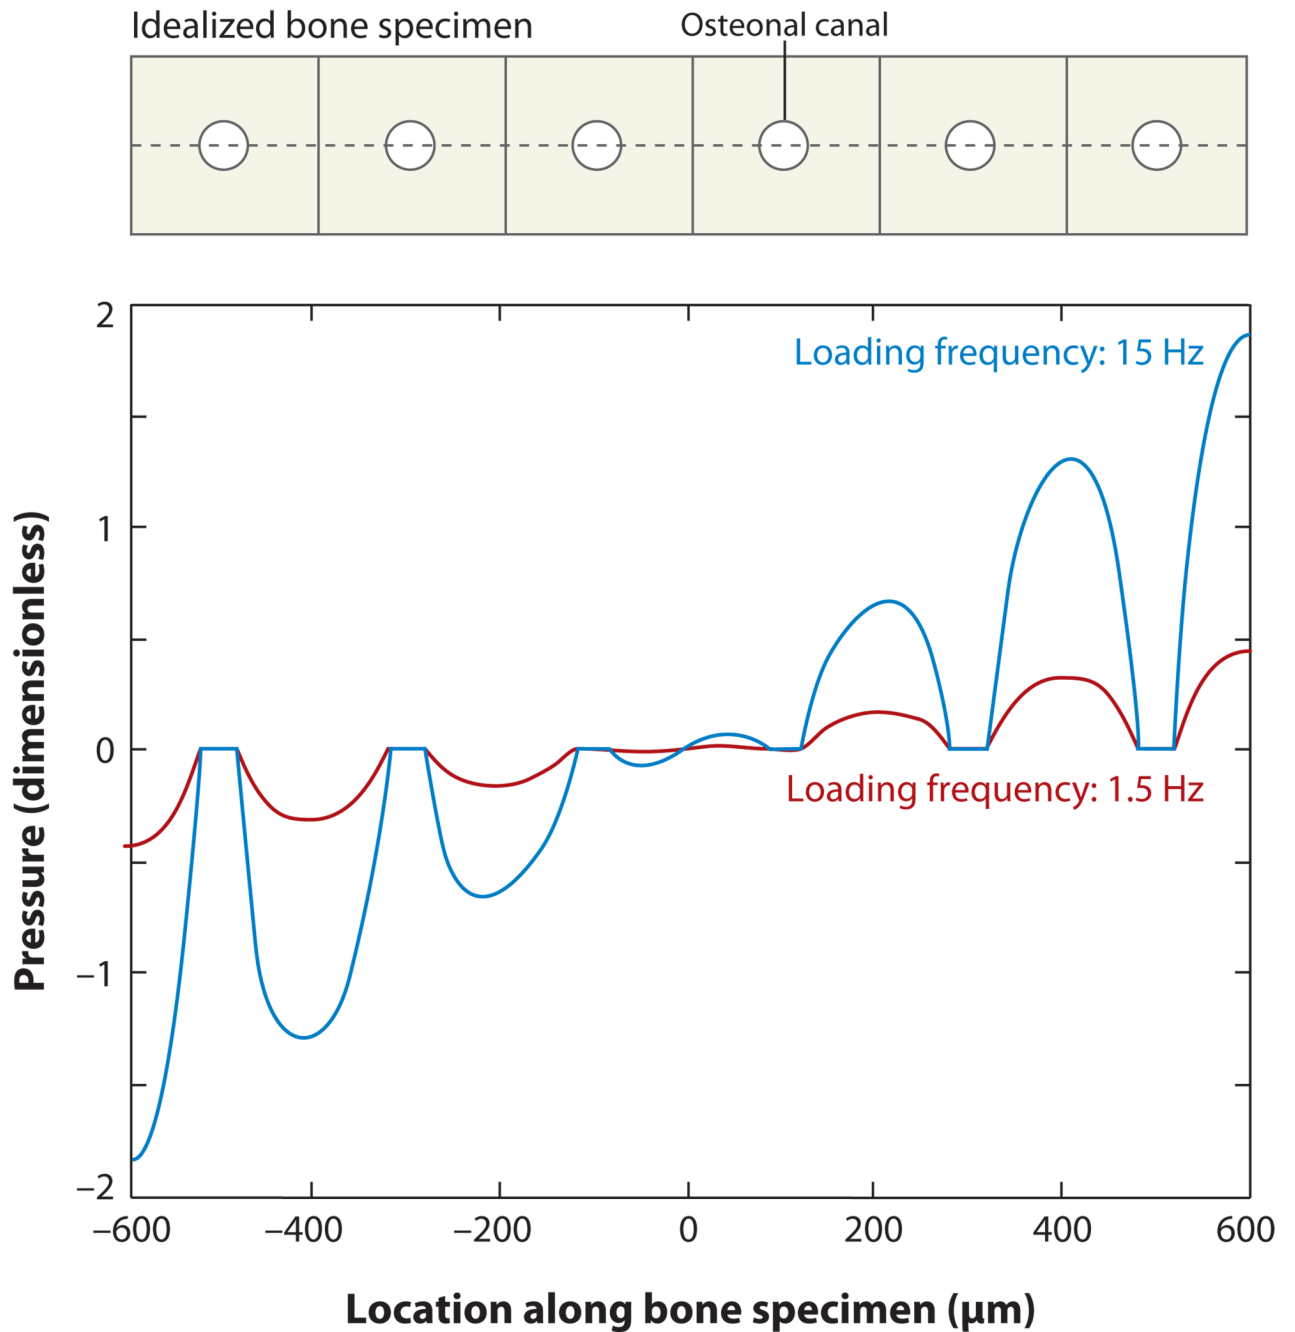 Idealized bone specimen
Osteonal canal
2
Loading frequency: 15 Hz
1
0
Loading frequency: 1.5 Hz
−1
−2
−600 −400 −200 0 200 400 600
Pressure (dimensionless)
Location along bone specimen (μm)